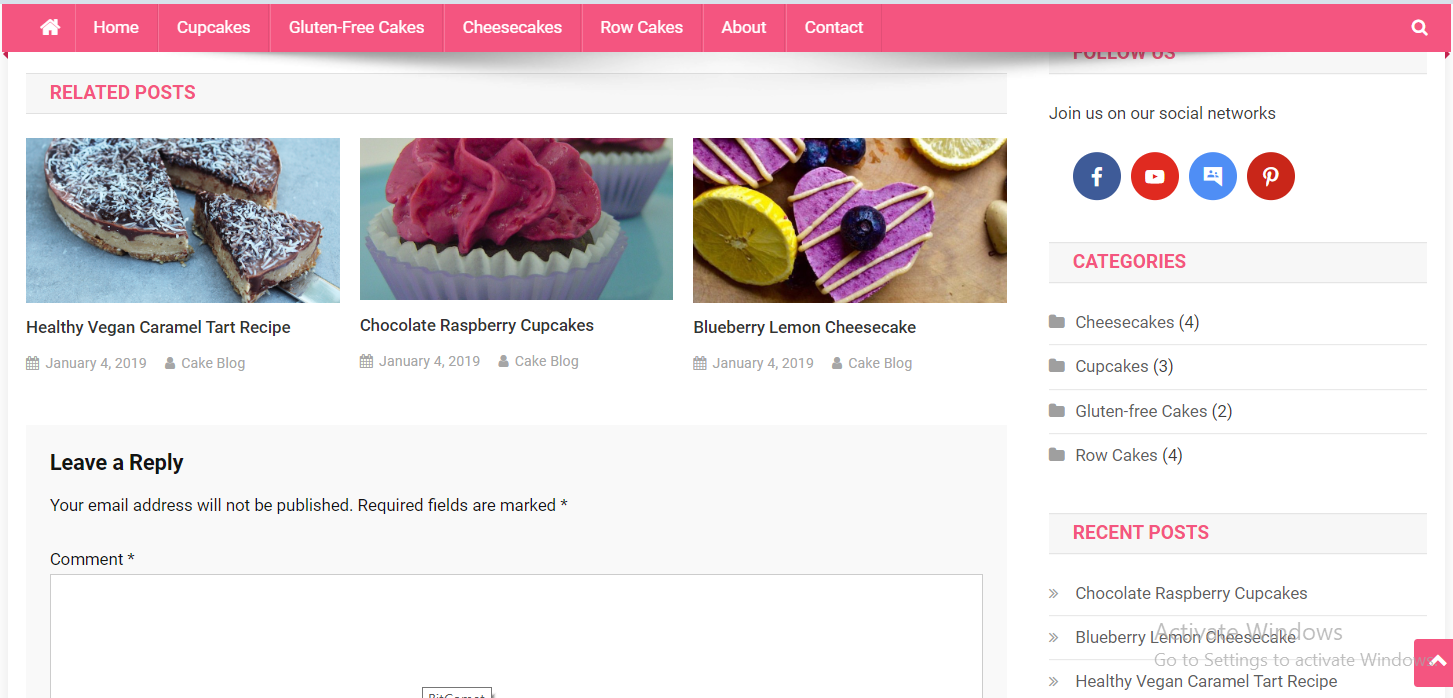 Home Cupcakes Gluten-Free Cakes Cheesecakes Row Cakes About Contact
RELATED POSTS
Healthy Vegan Caramel Tart Recipe
January 4, 2019 Cake Blog
Chocolate Raspberry Cupcakes
January 4, 2019 Cake Blog
Blueberry Lemon Cheesecake
January 4, 2019 Cake Blog
Leave a Reply
Your email address will not be published. Required fields are marked *
Comment *
BitComet
FOLLOW US
Join us on our social networks
CATEGORIES
Cheesecakes (4)
Cupcakes (3)
Gluten-free Cakes (2)
Row Cakes (4)
RECENT POSTS
Chocolate Raspberry Cupcakes
Blueberry Lemon Cheesecake
Healthy Vegan Caramel Tart Recipe
Activate Windows
Go to Settings to activate Windows.